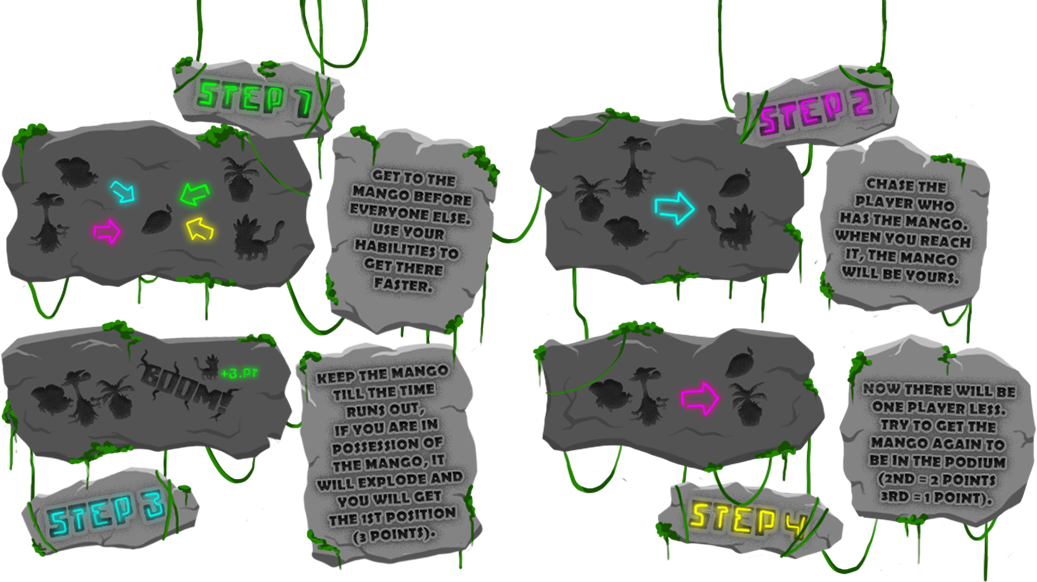 STEP 1
GET TO THE
MANGO BEFORE
EVERYONE ELSE.
USE YOUR
HABILITIES TO
GET THERE
FASTER.
STEP 2
CHASE THE
PLAYER WHO
HAS THE MANGO.
WHEN YOU REACH
IT, THE MANGO
WILL BE YOURS.
BOOM!
+3.PT
STEP 3
KEEP THE MANGO
TILL THE TIME
RUNS OUT,
IF YOU ARE IN
POSSESSION OF
THE MANGO, IT
WILL EXPLODE AND
YOU WILL GET
THE 1ST POSITION
(3 POINTS).
STEP 4
NOW THERE WILL BE
ONE PLAYER LESS.
TRY TO GET THE
MANGO AGAIN TO
BE IN THE PODIUM
(2ND = 2 POINTS
3RD = 1 POINT).